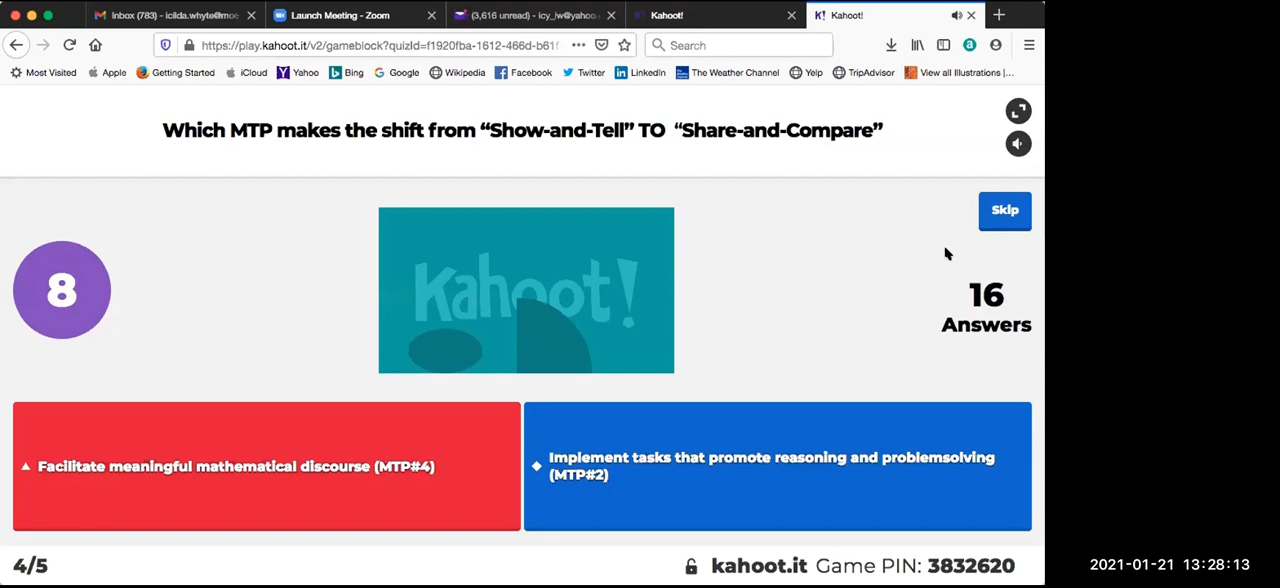 Inbox (783) - icilda.whyte@moe
Launch Meeting - Zoom
(3,616 unread) - icy_iw@yahoo.
K! Kahoot!
K! Kahoot!
https://play.kahoot.it/v2/gameblock?quizId=f1920fba-1612-466d-b61f
Search
Most Visited Apple Getting Started iCloud Yahoo Bing Google Wikipedia Facebook Twitter LinkedIn The Weather Channel Yelp TripAdvisor View all Illustrations |...
Which MTP makes the shift from “Show-and-Tell” TO “Share-and-Compare”
Skip
8
Kahoot!
16
Answers
Facilitate meaningful mathematical discourse (MTP#4)
Implement tasks that promote reasoning and problemsolving
(MTP#2)
4/5
kahoot.it Game PIN: 3832620
2021-01-21 13:28:13